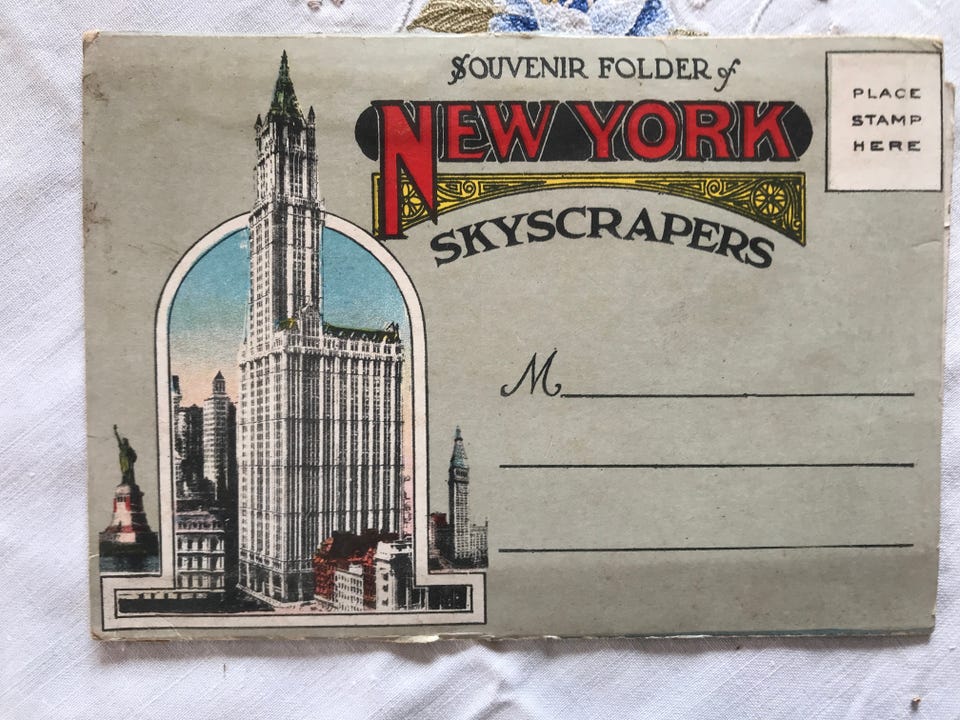 SOUVENIR FOLDER of
NEW YORK
SKYSCRAPERS
PLACE
STAMP
HERE
M